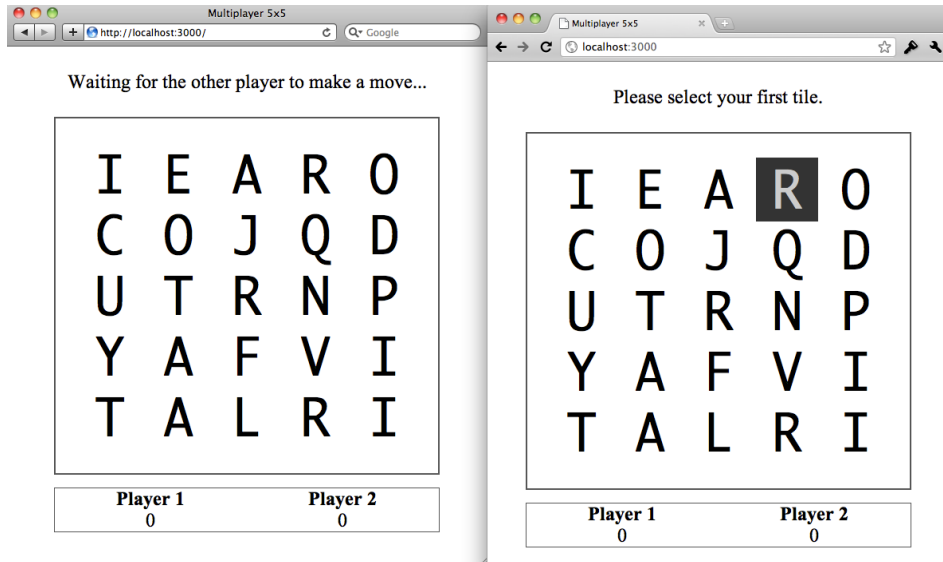 Multiplayer 5x5
http://localhost:3000/
Google
Waiting for the other player to make a move...
I E A R O
C O J Q D
U T R N P
Y A F V I
T A L R I
Player 1 Player 2
0 0
Multiplayer 5x5
localhost:3000
Please select your first tile.
I E A R O
C O J Q D
U T R N P
Y A F V I
T A L R I
Player 1 Player 2
0 0